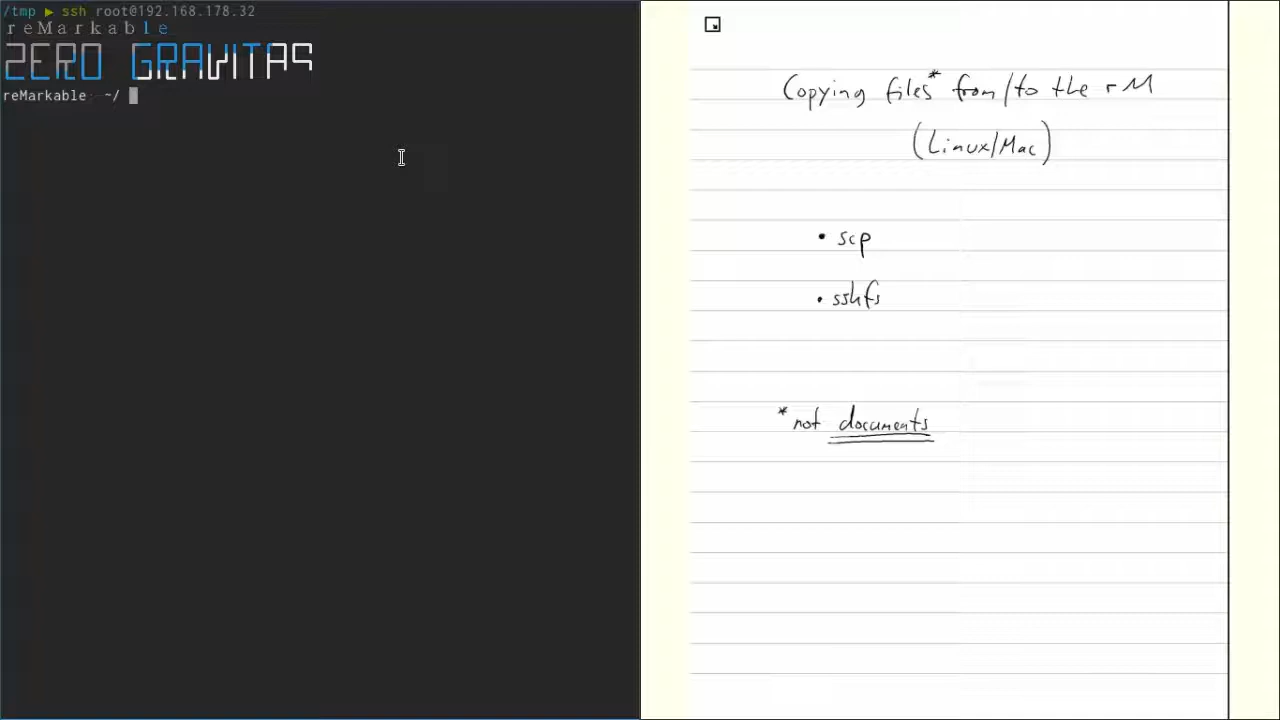 /tmp ▶ ssh root@192.168.178.32
reMarkable
ZERO GRAVITAS
reMarkable ~/
Copying files* from/to the rM
(Linux/Mac)
• scp
• sshfs
*not documents